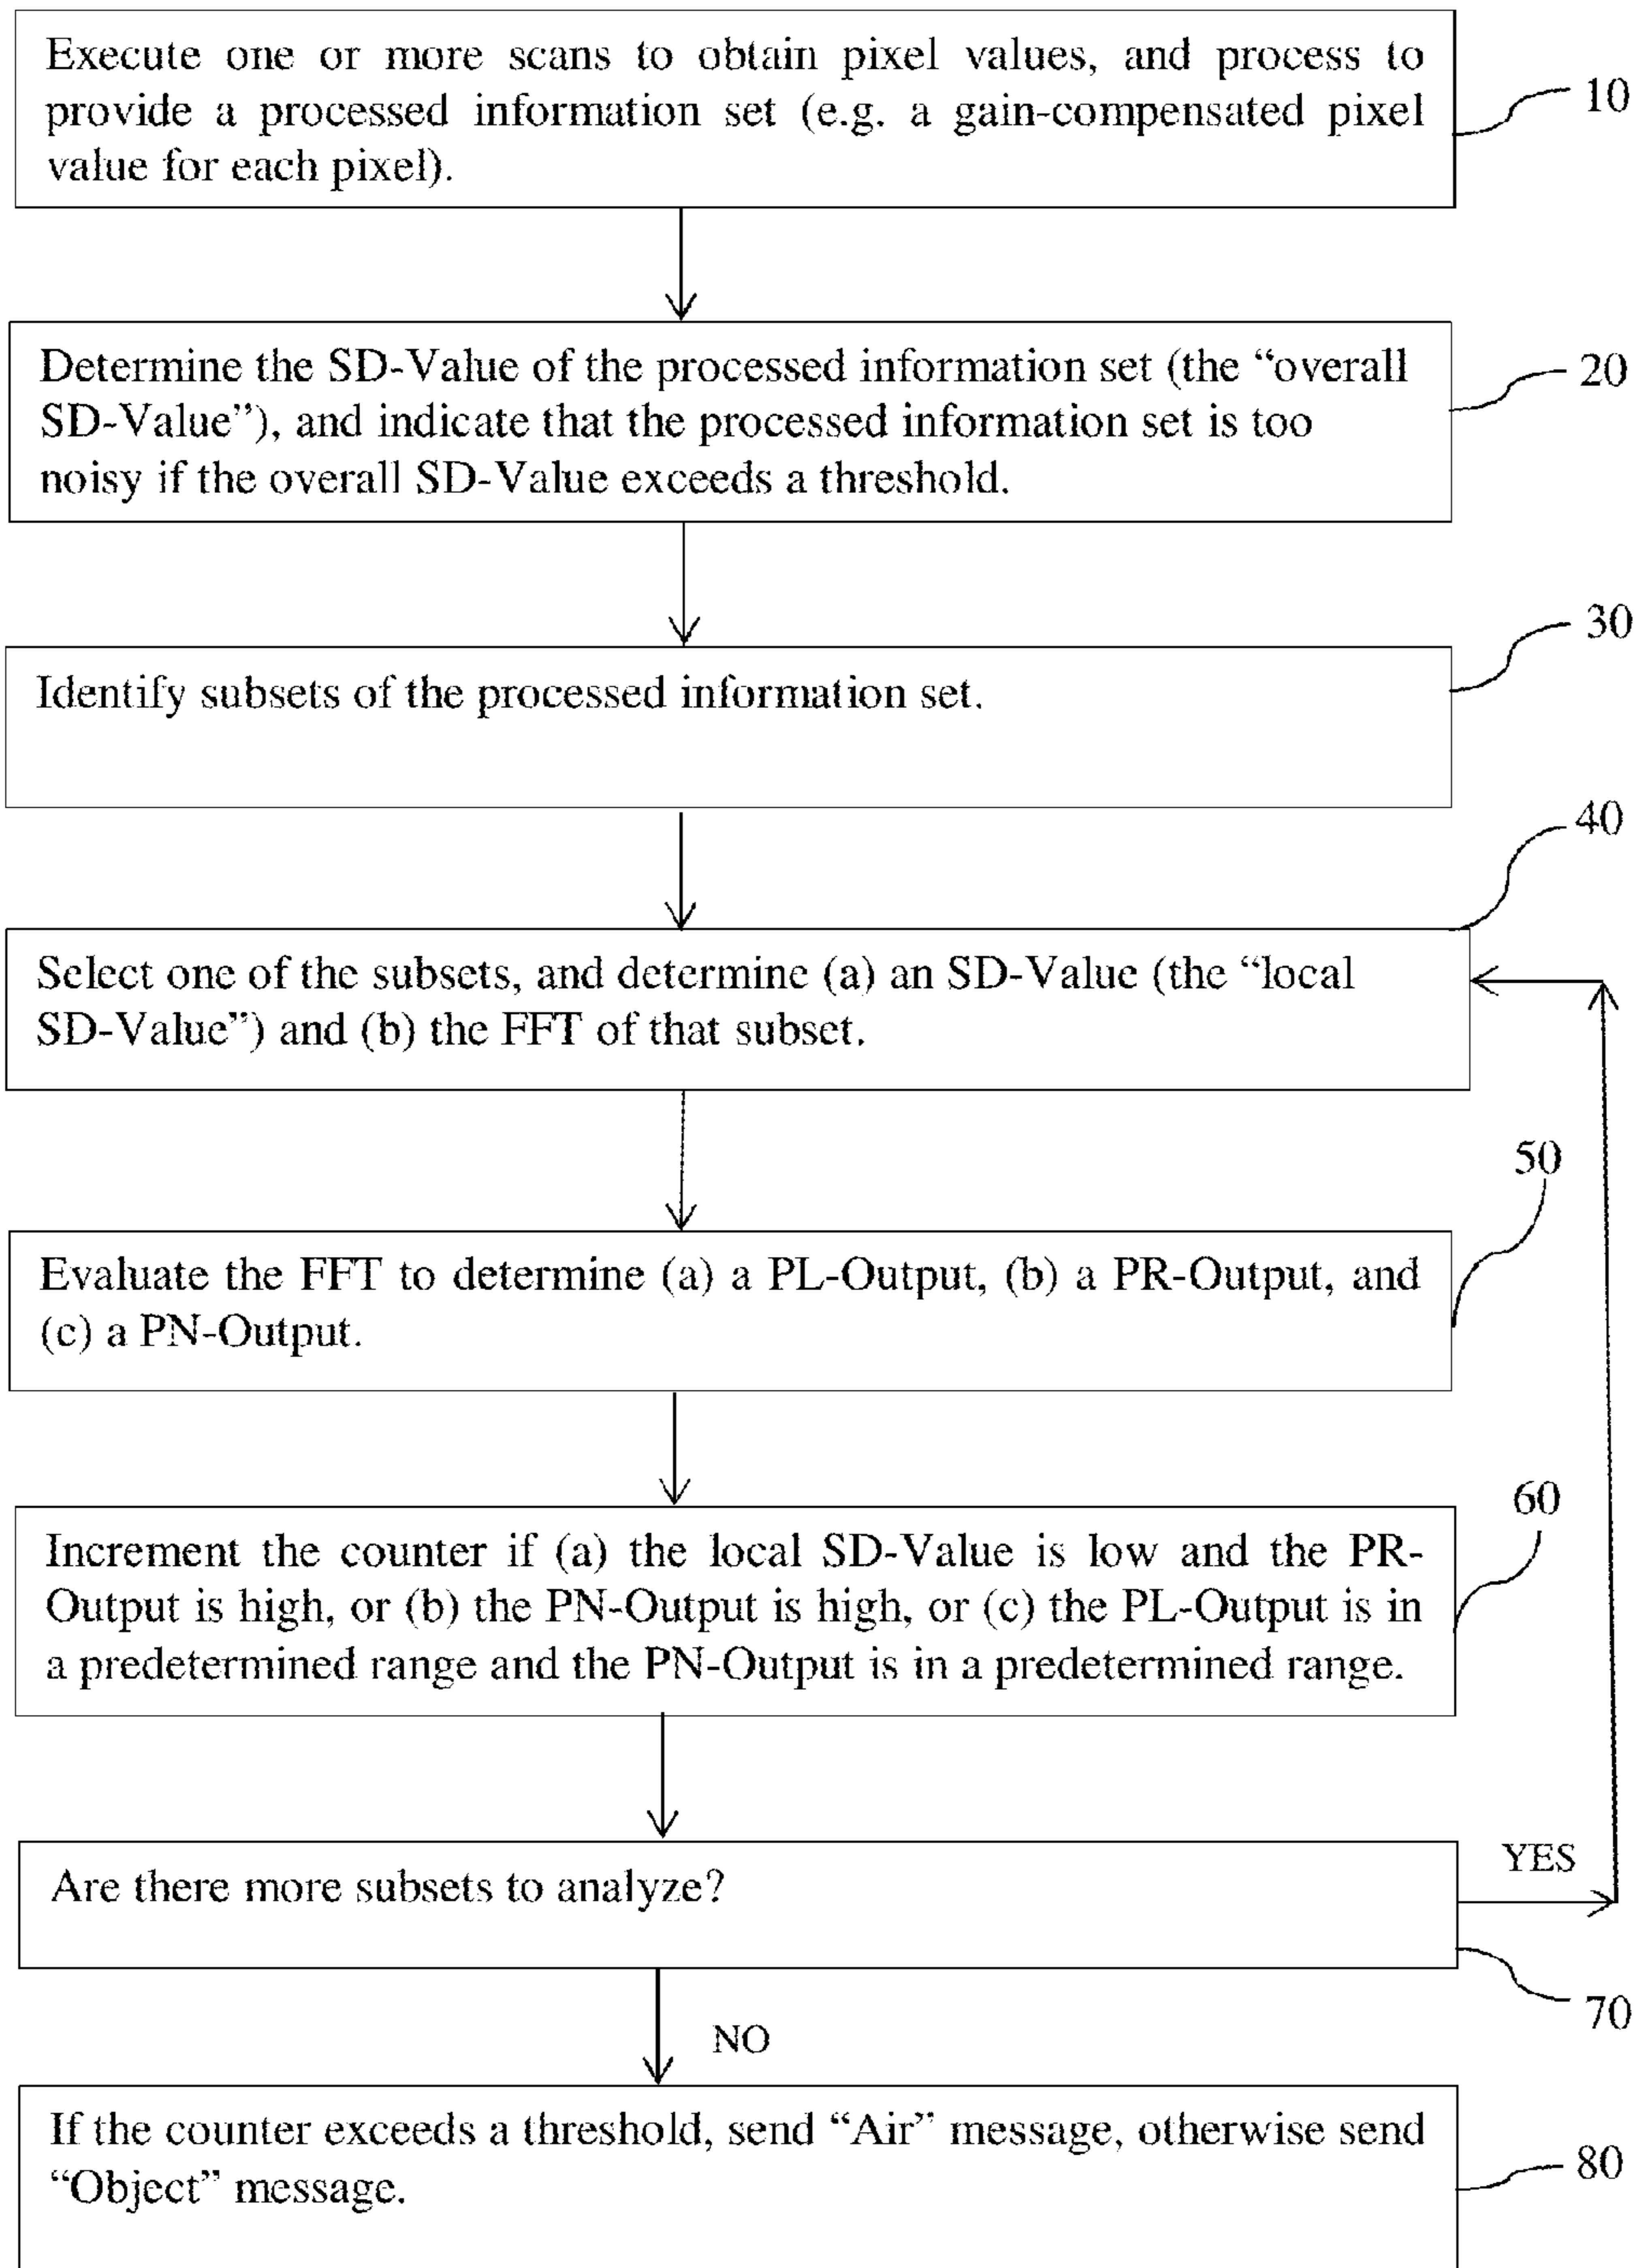 Execute one or more scans to obtain pixel values, and process to
provide a processed information set (e.g. a gain-compensated pixel
value for each pixel).
10
Determine the SD-Value of the processed information set (the “overall
SD-Value”), and indicate that the processed information set is too
noisy if the overall SD-Value exceeds a threshold.
20
Identify subsets of the processed information set.
30
Select one of the subsets, and determine (a) an SD-Value (the “local
SD-Value”) and (b) the FFT of that subset.
40
Evaluate the FFT to determine (a) a PL-Output, (b) a PR-Output, and
(c) a PN-Output.
50
Increment the counter if (a) the local SD-Value is low and the PR-
Output is high, or (b) the PN-Output is high, or (c) the PL-Output is in
a predetermined range and the PN-Output is in a predetermined range.
60
Are there more subsets to analyze?
YES
70
NO
If the counter exceeds a threshold, send “Air” message, otherwise send
“Object” message.
80